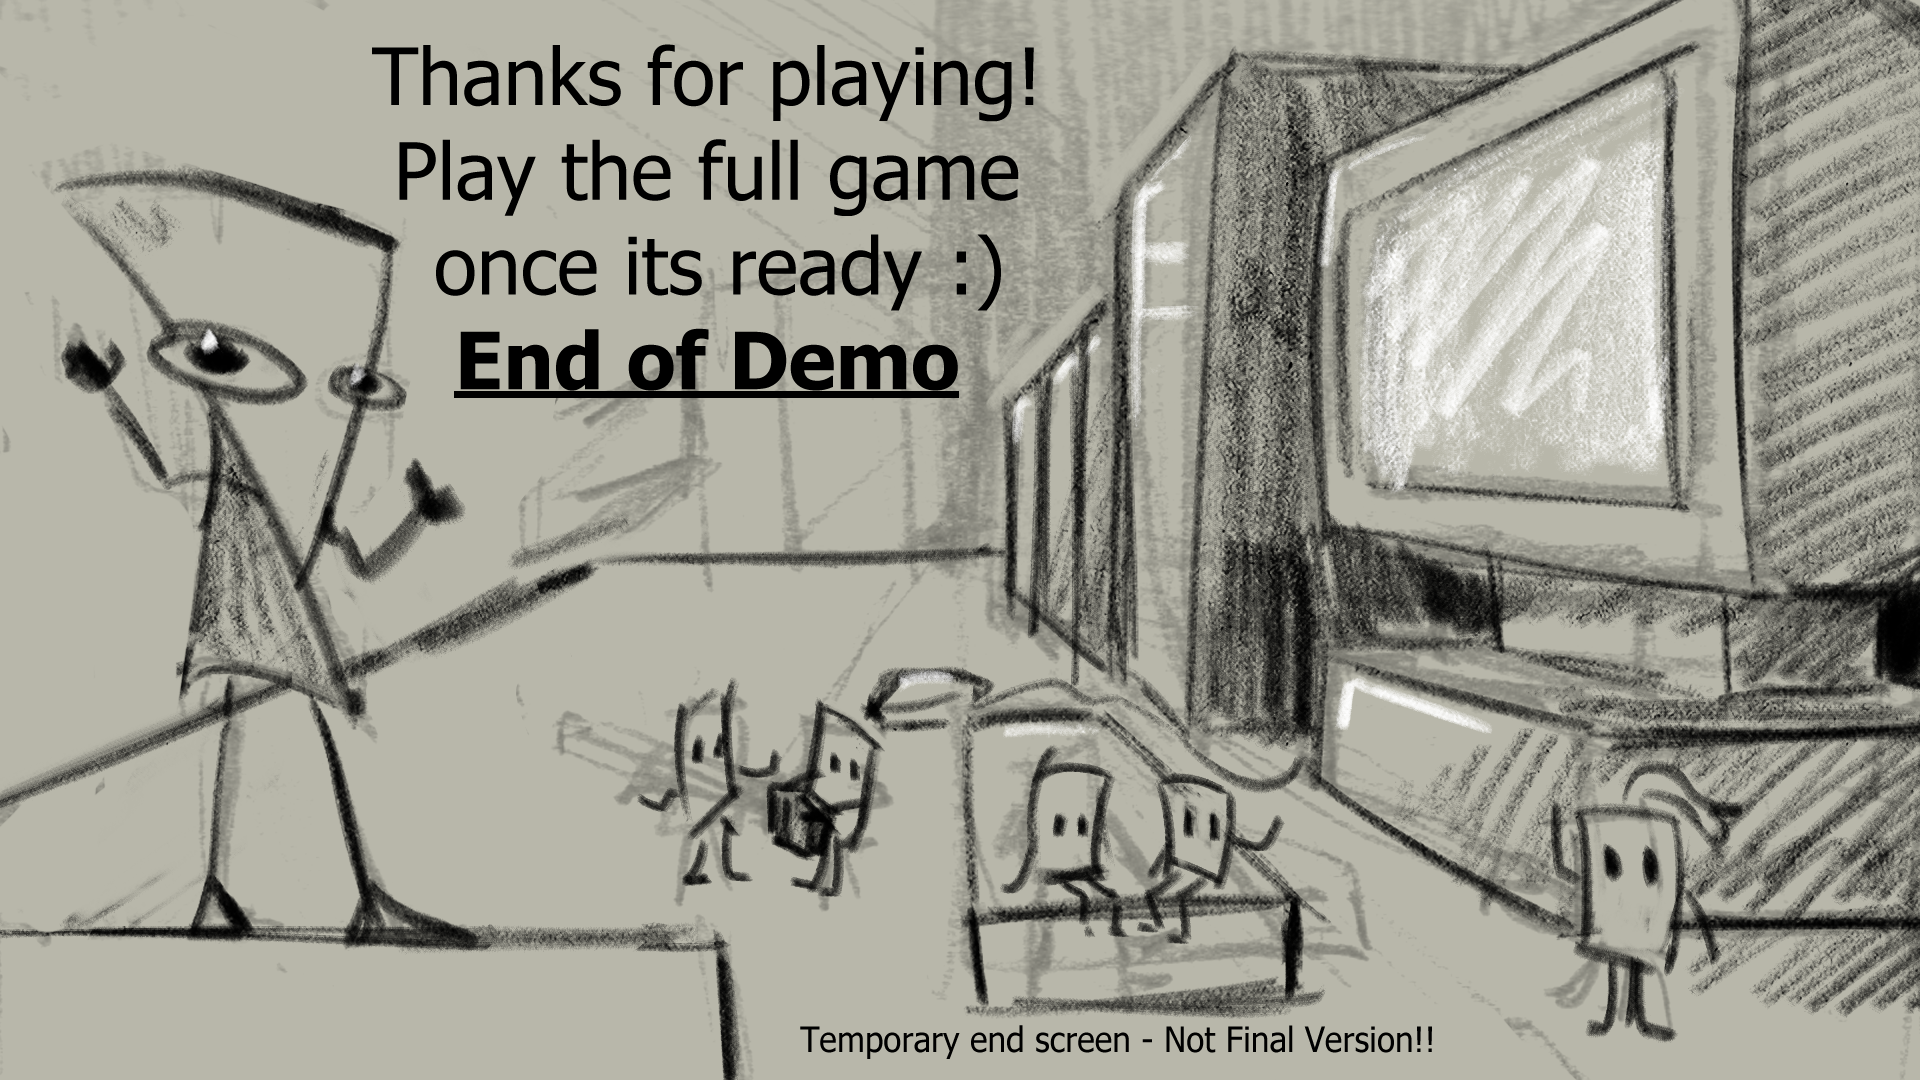 Thanks for playing!
Play the full game
once its ready :)
End of Demo
Temporary end screen - Not Final Version!!